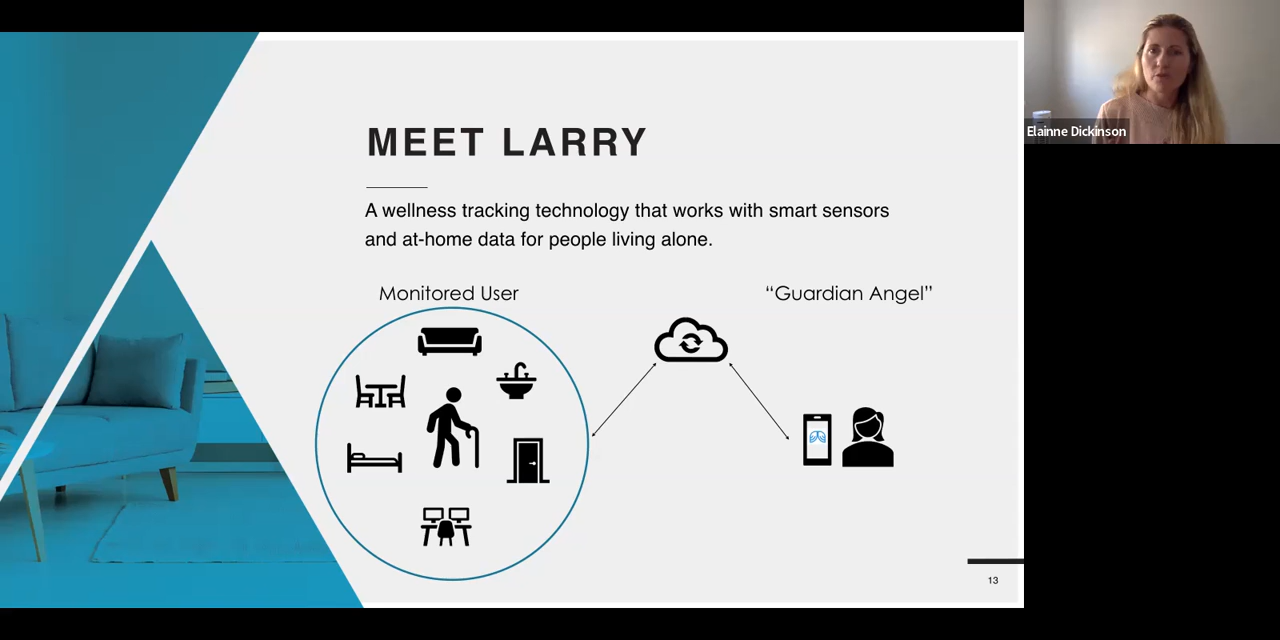 MEET LARRY
A wellness tracking technology that works with smart sensors
and at-home data for people living alone.
Monitored User
“Guardian Angel”
13
Elainne Dickinson